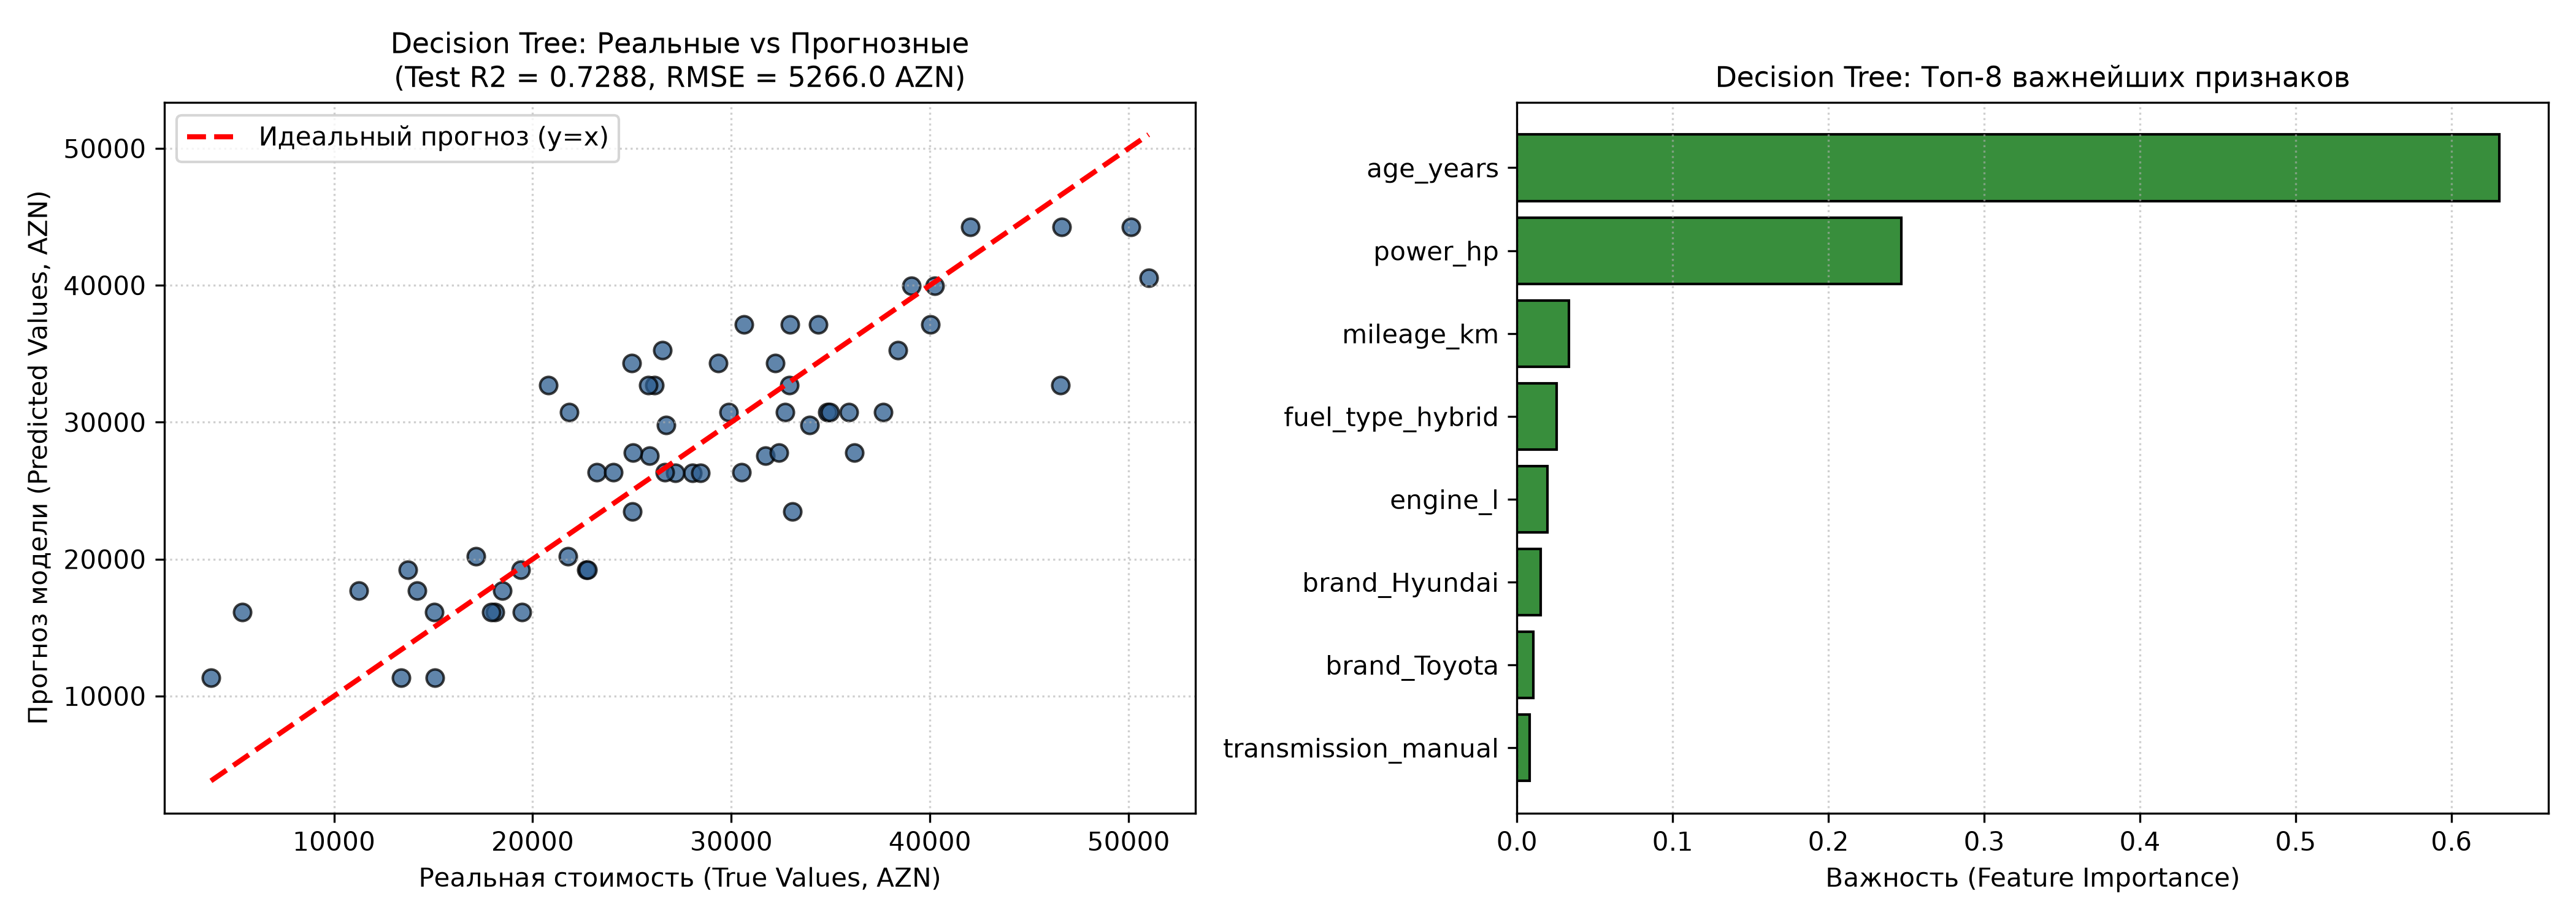 Decision Tree: Реальные vs Прогнозные
(Test R2 = 0.7288, RMSE = 5266.0 AZN)
Идеальный прогноз (y=x)
Прогноз модели (Predicted Values, AZN)
50000
40000
30000
20000
10000
10000 20000 30000 40000 50000
Реальная стоимость (True Values, AZN)
Decision Tree: Топ-8 важнейших признаков
age_years
power_hp
mileage_km
fuel_type_hybrid
engine_l
brand_Hyundai
brand_Toyota
transmission_manual
0.0 0.1 0.2 0.3 0.4 0.5 0.6
Важность (Feature Importance)